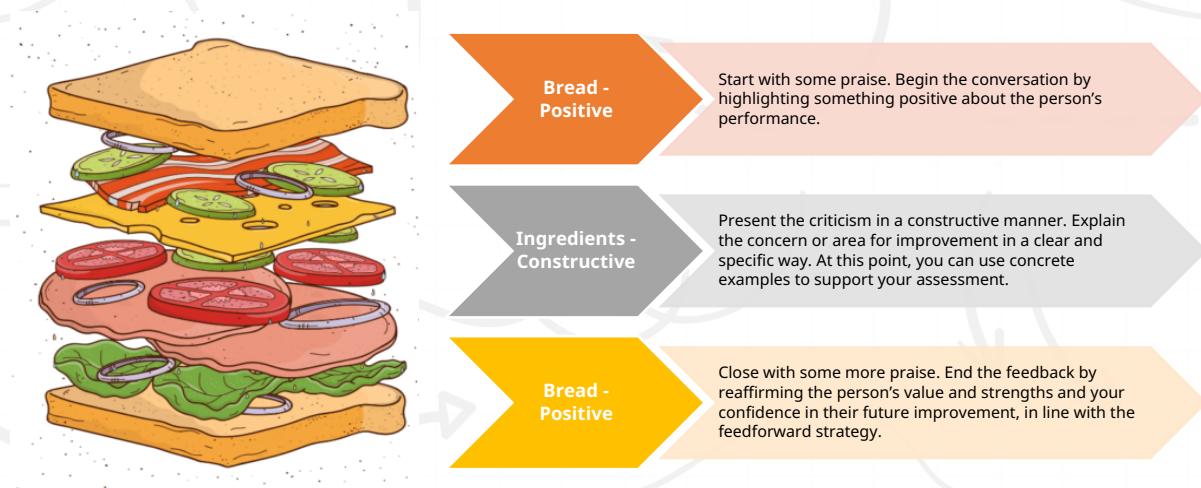 Bread -
Positive
Start with some praise. Begin the conversation by
highlighting something positive about the person’s
performance.
Ingredients -
Constructive
Present the criticism in a constructive manner. Explain
the concern or area for improvement in a clear and
specific way. At this point, you can use concrete
examples to support your assessment.
Bread -
Positive
Close with some more praise. End the feedback by
reaffirming the person’s value and strengths and your
confidence in their future improvement, in line with the
feedforward strategy.